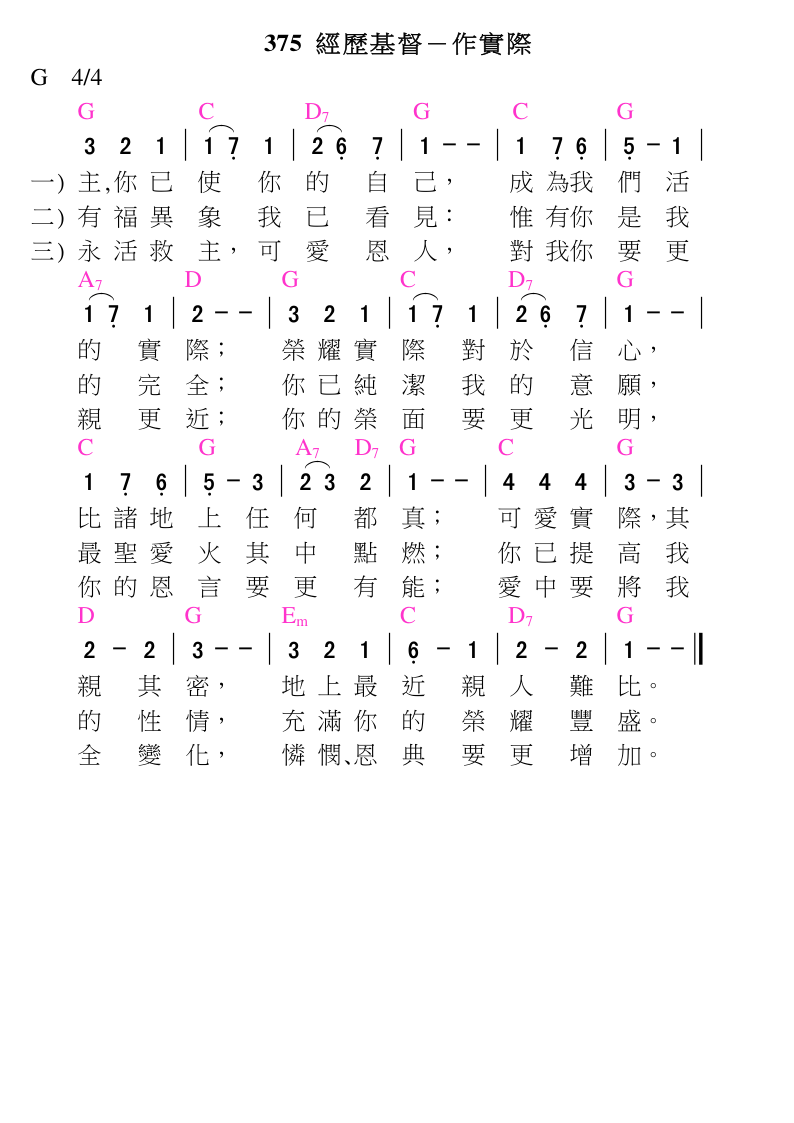 375 經歷基督－作實際
G 4/4
G C D7 G C G
3 2 1 | 1 7 1 | 2 6 7 | 1 - - | 1 7 6 | 5 - 1 |
一) 主,你 已 使 你 的 自 己， 成 為我 們 活
二) 有 福 異 象 我 已 看 見： 惟 有你 是 我
三) 永 活 救 主， 可 愛 恩 人， 對 我你 要 更
A7 D G C D7 G
1 7 1 | 2 - - | 3 2 1 | 1 7 1 | 2 6 7 | 1 - - |
的 實 際； 榮 耀 實 際 對 於 信 心，
的 完 全； 你 已 純 潔 我 的 意 願，
親 更 近； 你 的 榮 面 要 更 光 明，
C G A7 D7 G C G
1 7 6 | 5 - 3 | 2 3 2 | 1 - - | 4 4 4 | 3 - 3 |
比 諸 地 上 任 何 都 真； 可 愛 實 際，其
最 聖 愛 火 其 中 點 燃； 你 已 提 高 我
你 的 恩 言 要 更 有 能； 愛 中 要 將 我
D G Em C D7 G
2 - 2 | 3 - - | 3 2 1 | 6 - 1 | 2 - 2 | 1 - - ‖
親 其 密， 地 上 最 近 親 人 難 比。
的 性 情， 充 滿 你 的 榮 耀 豐 盛。
全 變 化， 憐 憫、恩 典 要 更 增 加。